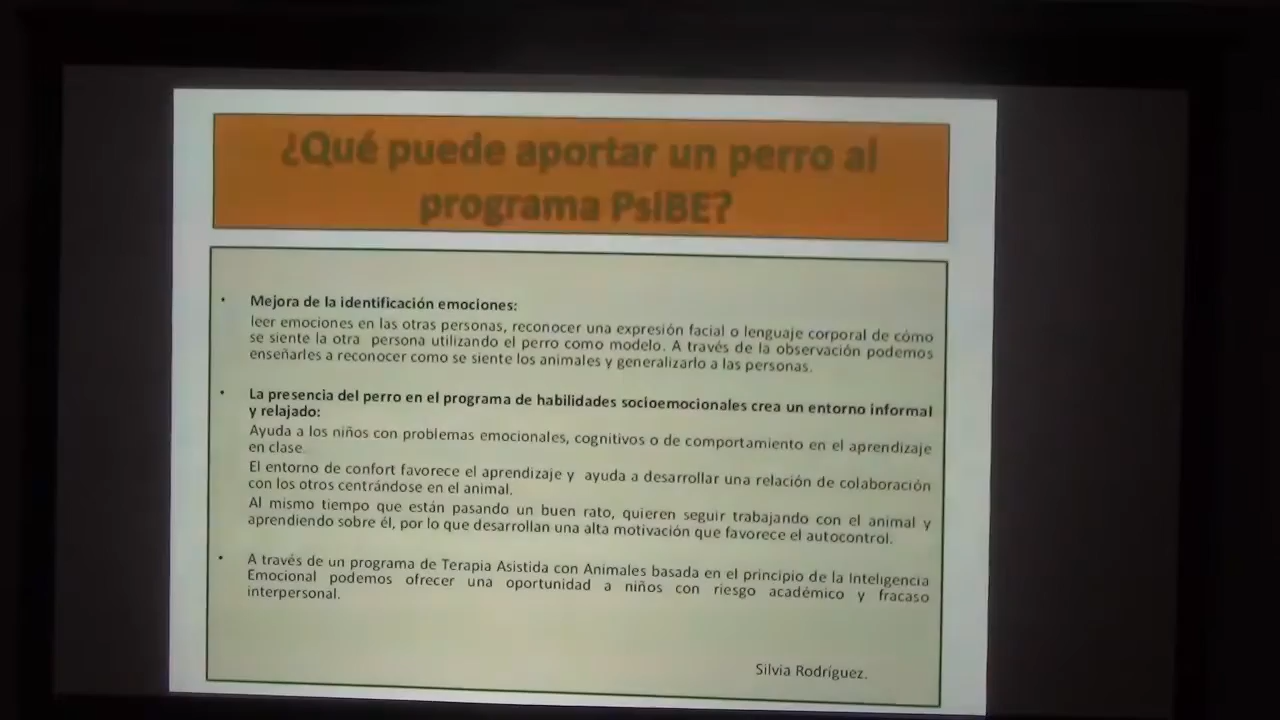 ¿Qué puede aportar un perro al
programa PsiBE?
• Mejora de la identificación emociones:
leer emociones en las otras personas, reconocer una expresión facial o lenguaje corporal de cómo
se siente la otra persona utilizando el perro como modelo. A través de la observación podemos
enseñarles a reconocer como se siente los animales y generalizarlo a las personas.
• La presencia del perro en el programa de habilidades socioemocionales crea un entorno informal
y relajado:
Ayuda a los niños con problemas emocionales, cognitivos o de comportamiento en el aprendizaje
en clase.
El entorno de confort favorece el aprendizaje y ayuda a desarrollar una relación de colaboración
con los otros centrándose en el animal.
Al mismo tiempo que están pasando un buen rato, quieren seguir trabajando con el animal y
aprendiendo sobre él, por lo que desarrollan una alta motivación que favorece el autocontrol.
• A través de un programa de Terapia Asistida con Animales basada en el principio de la Inteligencia
Emocional podemos ofrecer una oportunidad a niños con riesgo académico y fracaso
interpersonal.
Silvia Rodríguez.